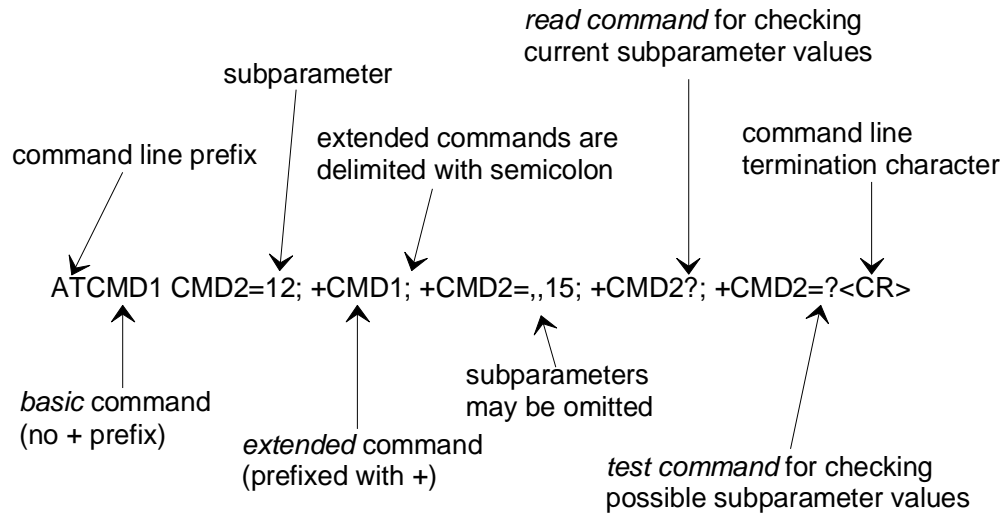 read command for checking
current subparameter values
subparameter
extended commands are
delimited with semicolon
command line
termination character
command line prefix
ATCMD1 CMD2=12; +CMD1; +CMD2=,,15; +CMD2?; +CMD2=?<CR>
basic command
(no + prefix)
extended command
(prefixed with +)
subparameters
may be omitted
test command for checking
possible subparameter values